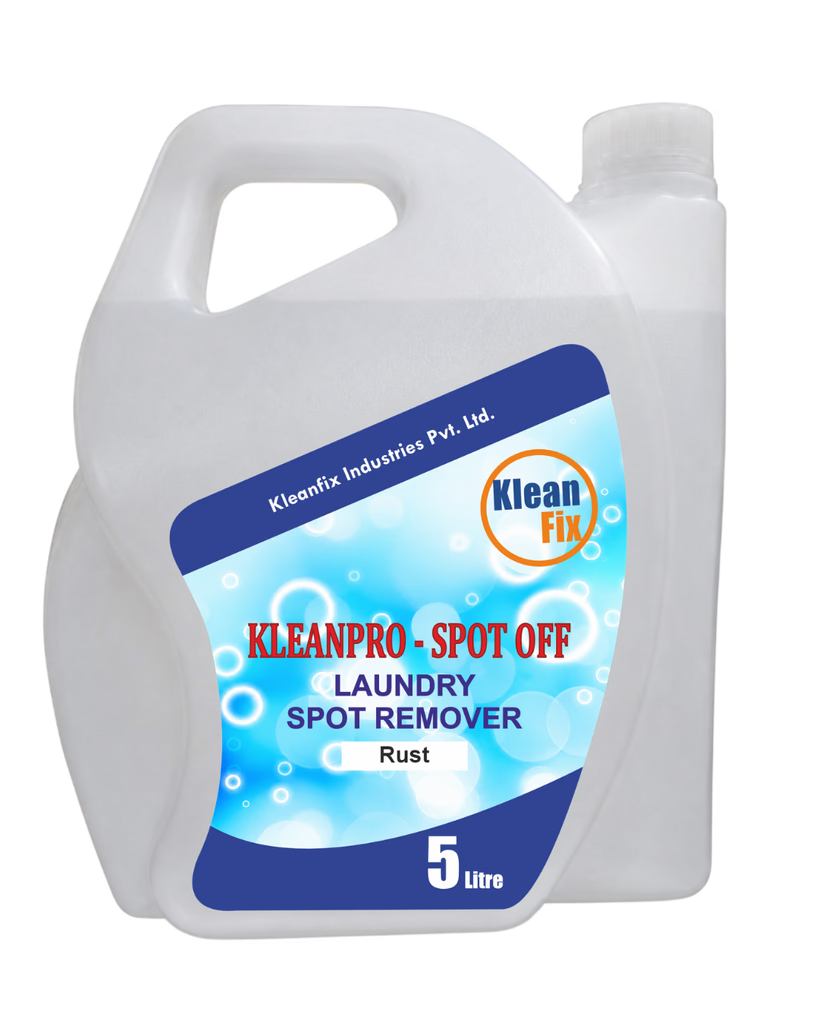 Kleanfix Industries Pvt. Ltd.
Klean
Fix
KLEANPRO - SPOT OFF
LAUNDRY
SPOT REMOVER
Rust
5 Litre